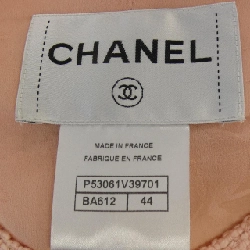 CHANEL
MADE IN FRANCE
FABRIQUE EN FRANCE
P53061V39701
BA612 44